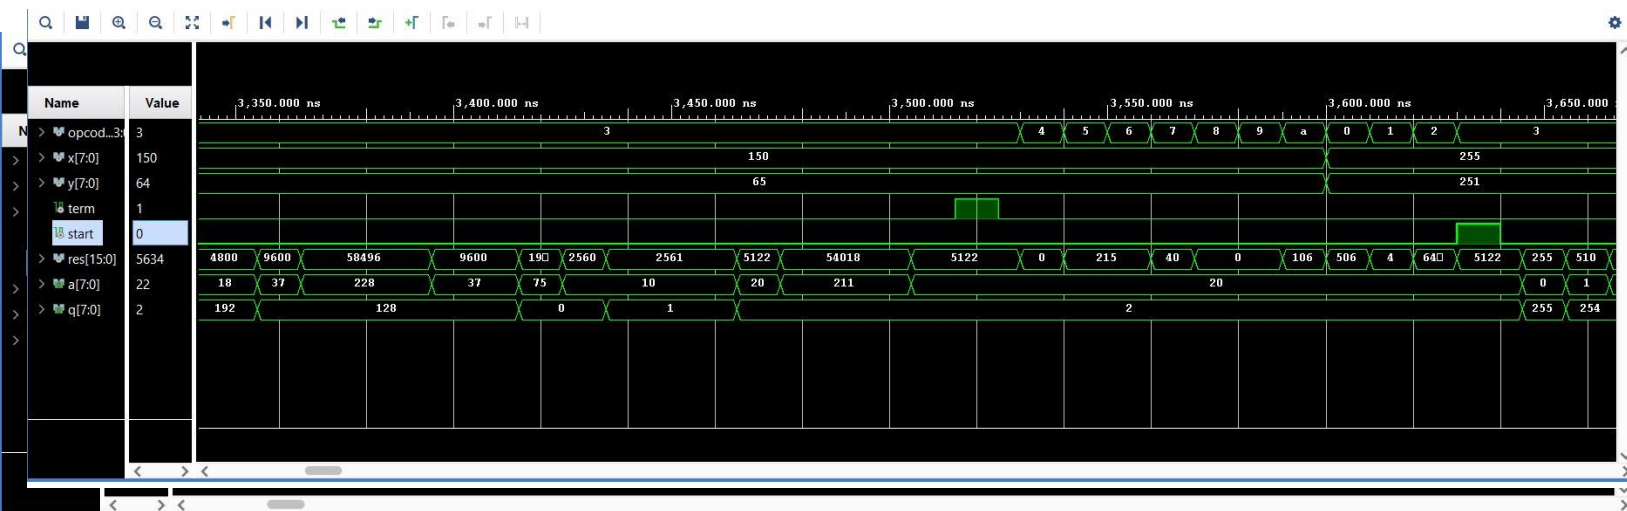 3,350.000 ns 3,400.000 ns 3,450.000 ns 3,500.000 ns 3,550.000 ns 3,600.000 ns 3,650.000
Name Value
N
opcod...3: 3 3 4 5 6 7 8 9 a 0 1 2 3
x[7:0] 150 150 255
y[7:0] 64 65 251
term 1
start 0
res[15:0] 5634 4800 9600 58496 9600 19 2560 2561 5122 54018 5122 0 215 40 0 106 506 4 64 5122 255 510
a[7:0] 22 18 37 228 37 75 10 20 211 20 0 1
q[7:0] 2 192 128 0 1 2 255 254